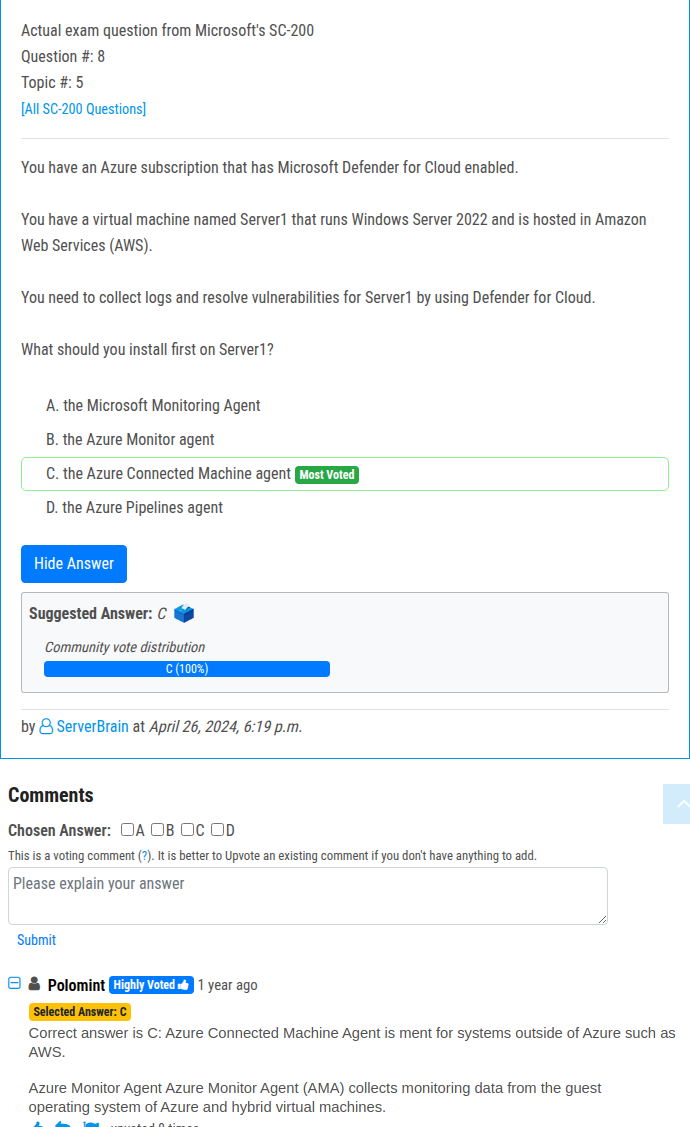 Actual exam question from Microsoft's SC-200
Question #: 8
Topic #: 5
[All SC-200 Questions]
You have an Azure subscription that has Microsoft Defender for Cloud enabled.
You have a virtual machine named Server1 that runs Windows Server 2022 and is hosted in Amazon
Web Services (AWS).
You need to collect logs and resolve vulnerabilities for Server1 by using Defender for Cloud.
What should you install first on Server1?
A. the Microsoft Monitoring Agent
B. the Azure Monitor agent
C. the Azure Connected Machine agent Most Voted
D. the Azure Pipelines agent
Hide Answer
Suggested Answer: C
Community vote distribution
C (100%)
by ServerBrain at April 26, 2024, 6:19 p.m.
Comments
Chosen Answer: A B C D
This is a voting comment (?). It is better to Upvote an existing comment if you don't have anything to add.
Please explain your answer
Submit
Polomint Highly Voted 1 year ago
Selected Answer: C
Correct answer is C: Azure Connected Machine Agent is ment for systems outside of Azure such as
AWS.
Azure Monitor Agent Azure Monitor Agent (AMA) collects monitoring data from the guest
operating system of Azure and hybrid virtual machines.